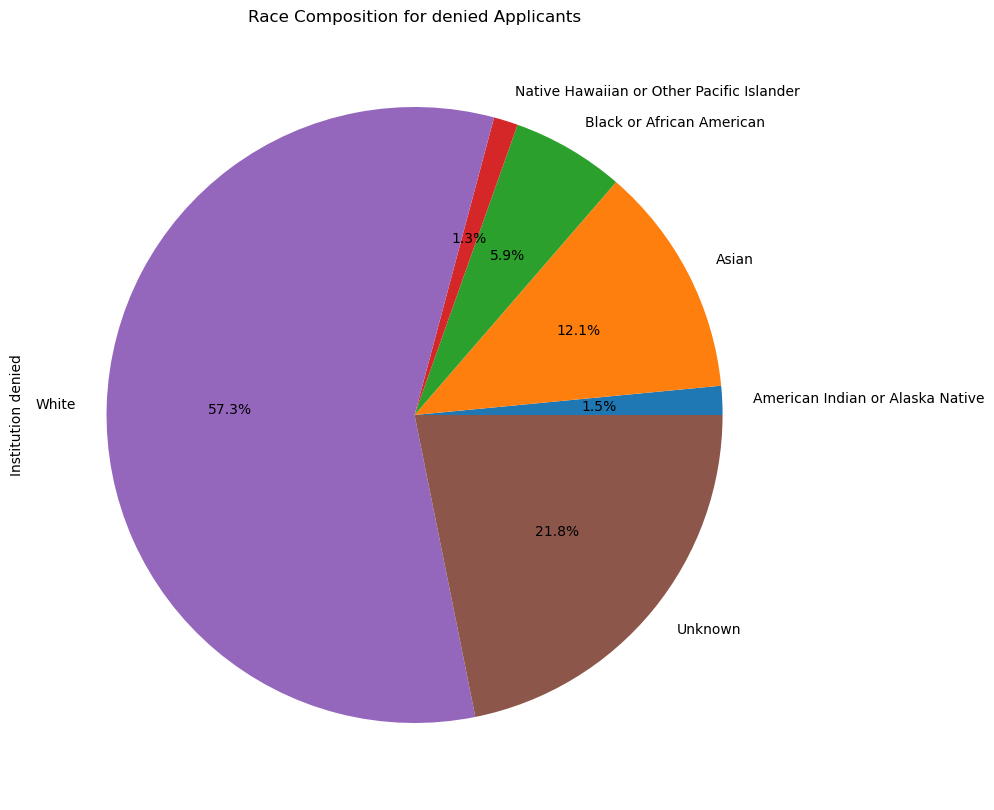 Race Composition for denied Applicants
Native Hawaiian or Other Pacific Islander
Black or African American
1.3%
5.9%
Asian
12.1%
American Indian or Alaska Native
1.5%
White
57.3%
Institution denied
21.8%
Unknown